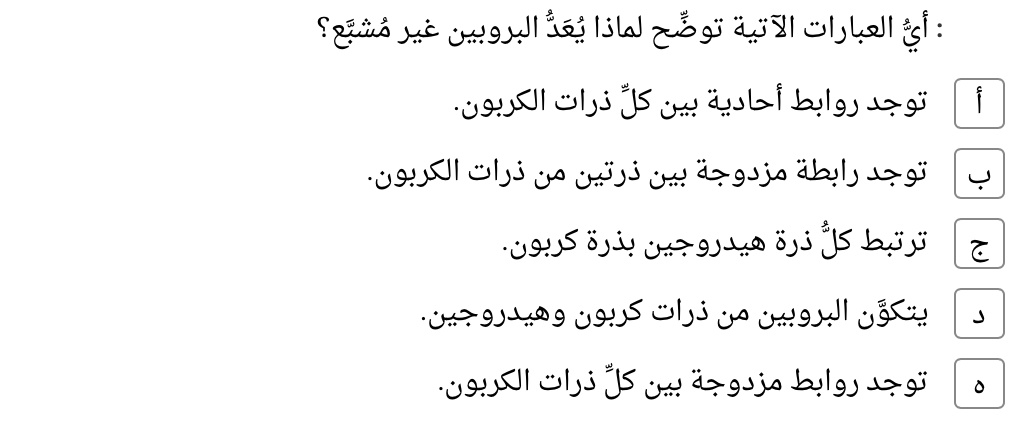 : أيُّ العبارات الآتية توضِّح لماذا يُعَدُّ البروبين غير مُشبَّع؟
أ توجد روابط أحادية بين كلِّ ذرات الكربون.
ب توجد رابطة مزدوجة بين ذرتين من ذرات الكربون.
ج ترتبط كلُّ ذرة هيدروجين بذرة كربون.
د يتكوَّن البروبين من ذرات كربون وهيدروجين.
ه توجد روابط مزدوجة بين كلِّ ذرات الكربون.